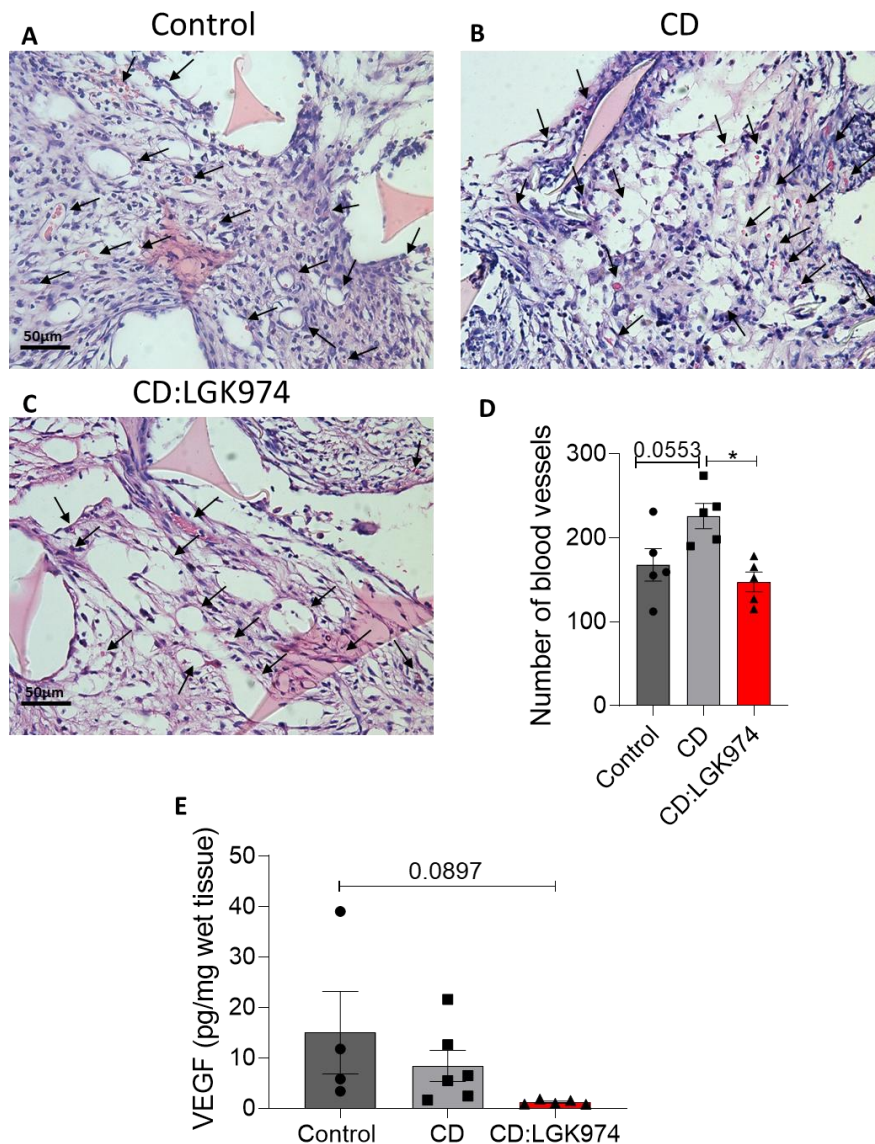 A
Control
50µm
B
CD
C
CD:LGK974
50µm
D
Number of blood vessels
300
200
100
0
0.0553
*
Control
CD
CD:LGK974
E
VEGF (pg/mg wet tissue)
50
40
30
20
10
0
0.0897
Control
CD
CD:LGK974